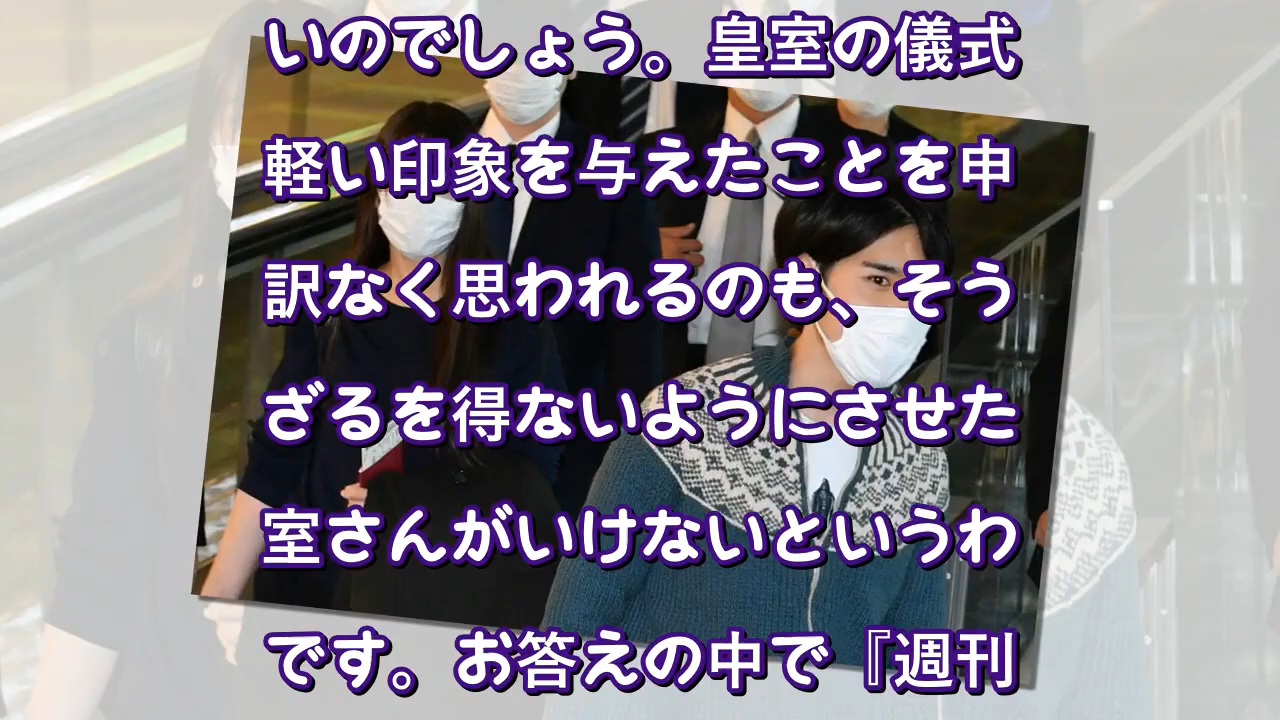 いのでしょう。皇室の儀式
軽い印象を与えたことを申
訳なく思われるのも、そう
ざるを得ないようにさせた
室さんがいけないというわ
です。お答えの中で『週刊